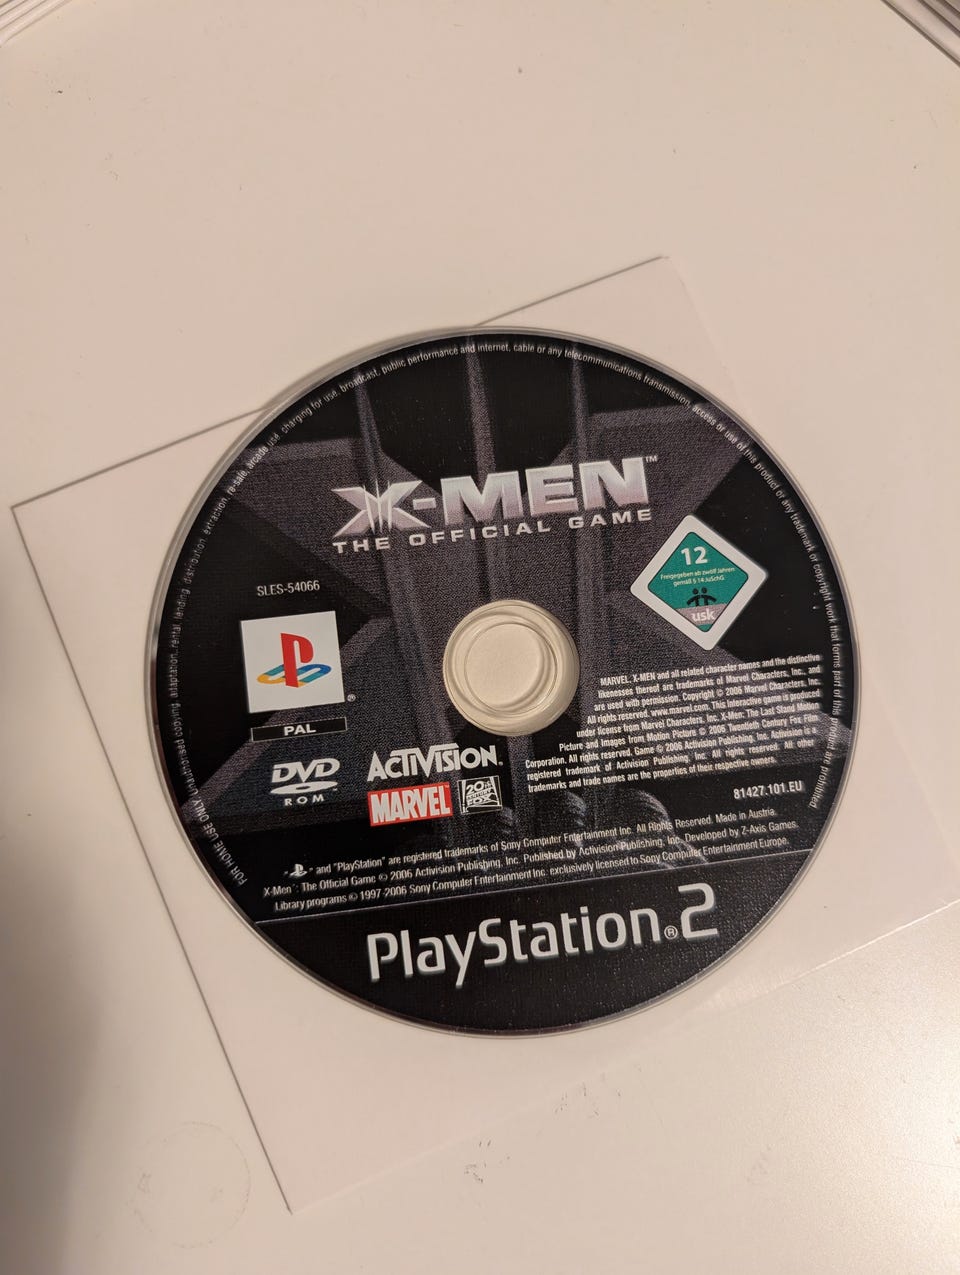 FOR HOME USE ONLY unauthorised copying, adaptation, rental, lending, distribution, extraction, re-sale, arcade use, charging for use, broadcast, public performance and internet, cable or any telecommunications transmission, access or use of this product or any trademark or copyright work that forms part of this product are prohibited
X-MEN™
THE OFFICIAL GAME
12
Freigegeben ab zwölf Jahren
gemäß § 14 JuSchG
usk
SLES-54066
®
PAL
DVD
ROM
ACTIVISION®
MARVEL
20th
CENTURY
FOX
MARVEL, X-MEN and all related character names and the distinctive
likenesses thereof are trademarks of Marvel Characters, Inc., and
are used with permission. Copyright © 2006 Marvel Characters, Inc.
All rights reserved. www.marvel.com. This interactive game is produced
under license from Marvel Characters, Inc. X-Men: The Last Stand Motion
Picture and Images from Motion Picture © 2006 Twentieth Century Fox Film
Corporation. All rights reserved. Game © 2006 Activision Publishing, Inc. Activision is a
registered trademark of Activision Publishing, Inc. All rights reserved. All other
trademarks and trade names are the properties of their respective owners.
81427.101.EU
" and "PlayStation" are registered trademarks of Sony Computer Entertainment Inc. All Rights Reserved. Made in Austria.
X-Men™: The Official Game © 2006 Activision Publishing, Inc. Published by Activision Publishing, Inc. Developed by Z-Axis Games.
Library programs © 1997-2006 Sony Computer Entertainment Inc. exclusively licensed to Sony Computer Entertainment Europe.
PlayStation®2